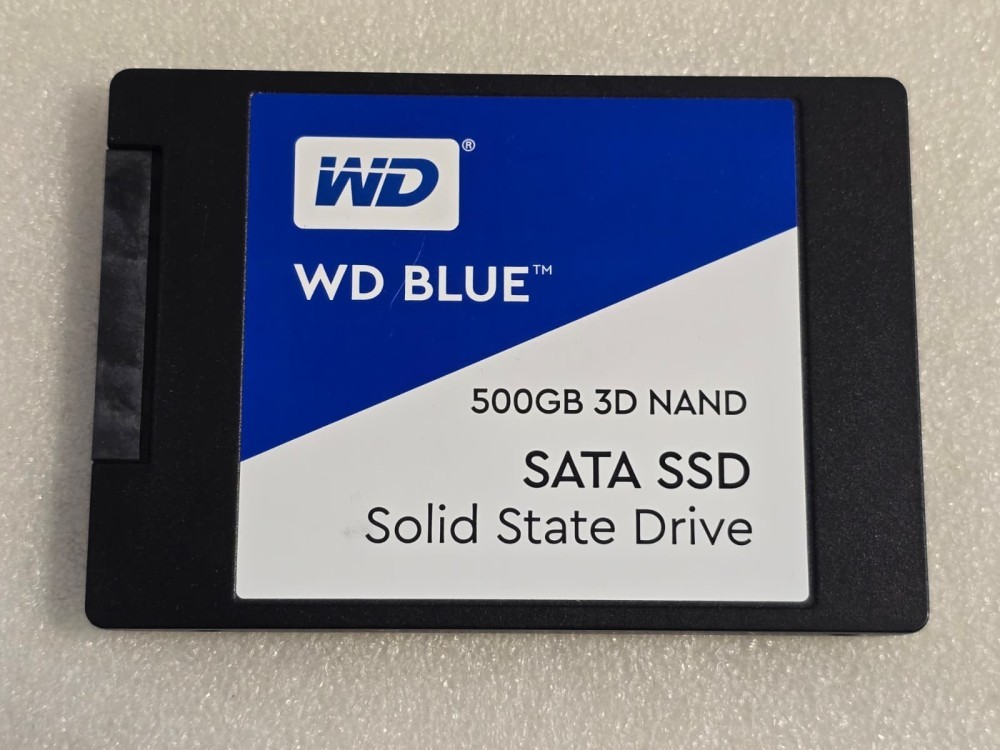 WD®
WD BLUE™
500GB 3D NAND
SATA SSD
Solid State Drive